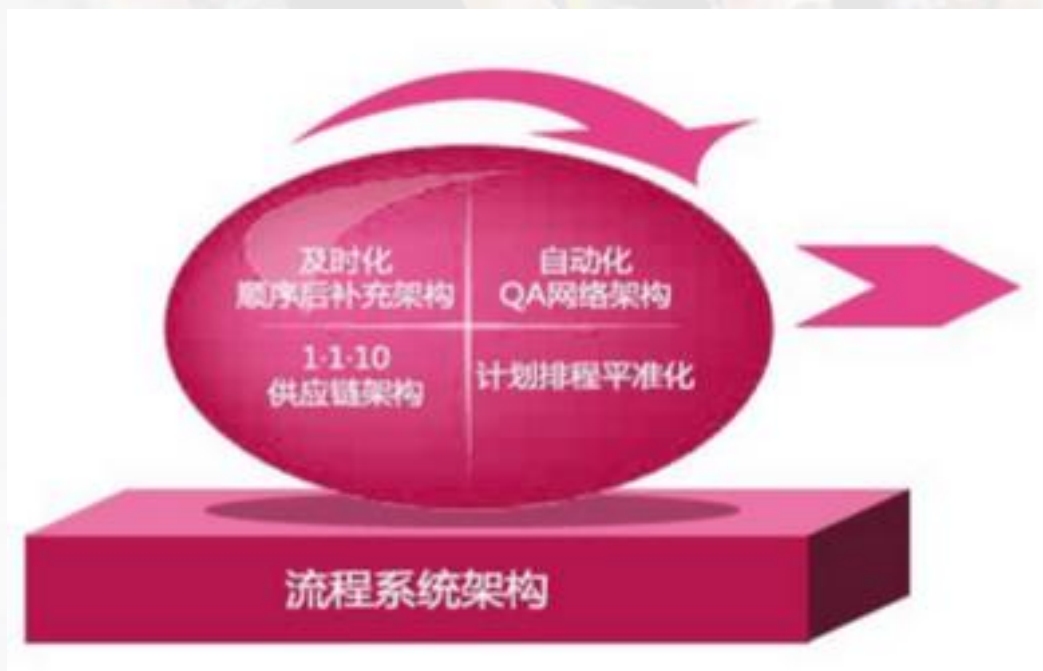 及时化
顺序后补充架构
自动化
QA网络架构
1·1·10
供应链架构
计划排程平准化
流程系统架构